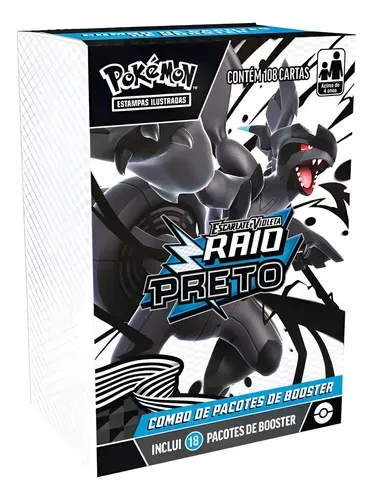 POKÉMON
ESTAMPAS ILUSTRADAS
CONTÉM 108 CARTAS
Acima de
4 anos
ESCARLATE E VIOLETA
RAIO
PRETO
COMBO DE PACOTES DE BOOSTER
INCLUI 18 PACOTES DE BOOSTER